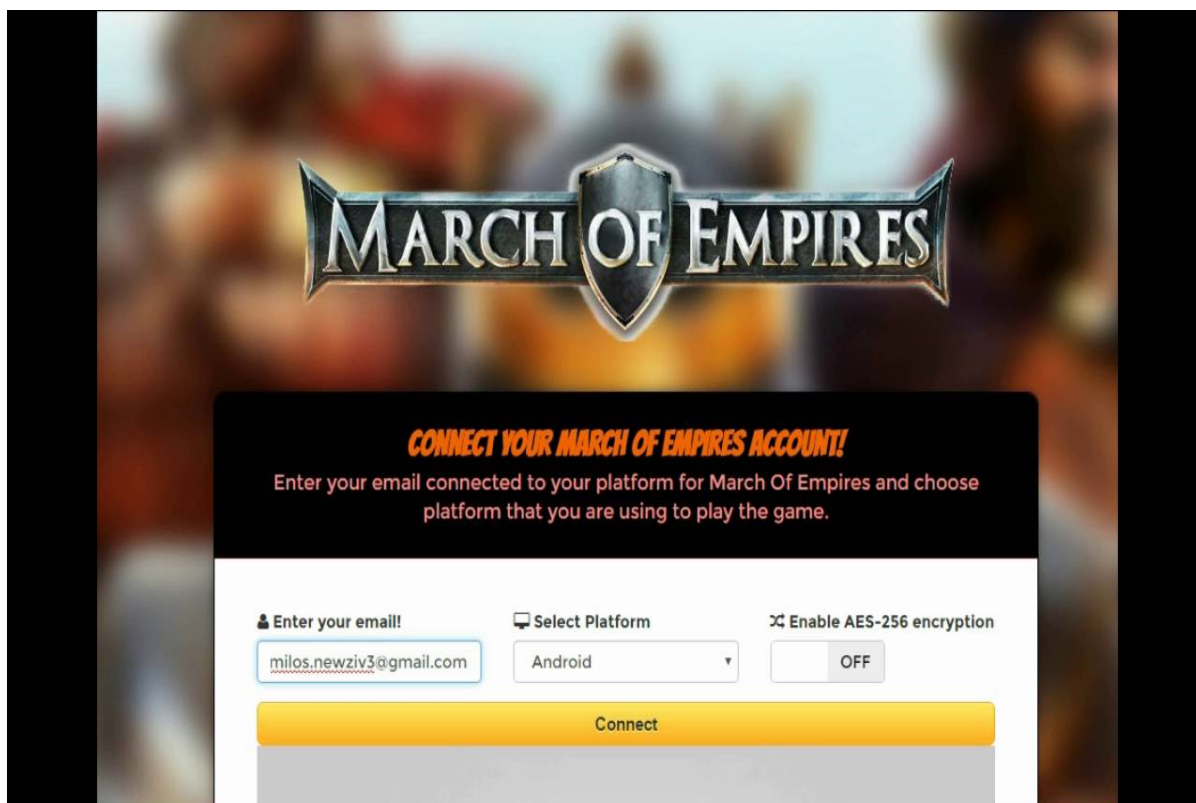 MARCH OF EMPIRES
CONNECT YOUR MARCH OF EMPIRES ACCOUNT!
Enter your email connected to your platform for March Of Empires and choose
platform that you are using to play the game.
Enter your email!
Select Platform
Enable AES-256 encryption
milos.newziv3@gmail.com
Android
OFF
Connect